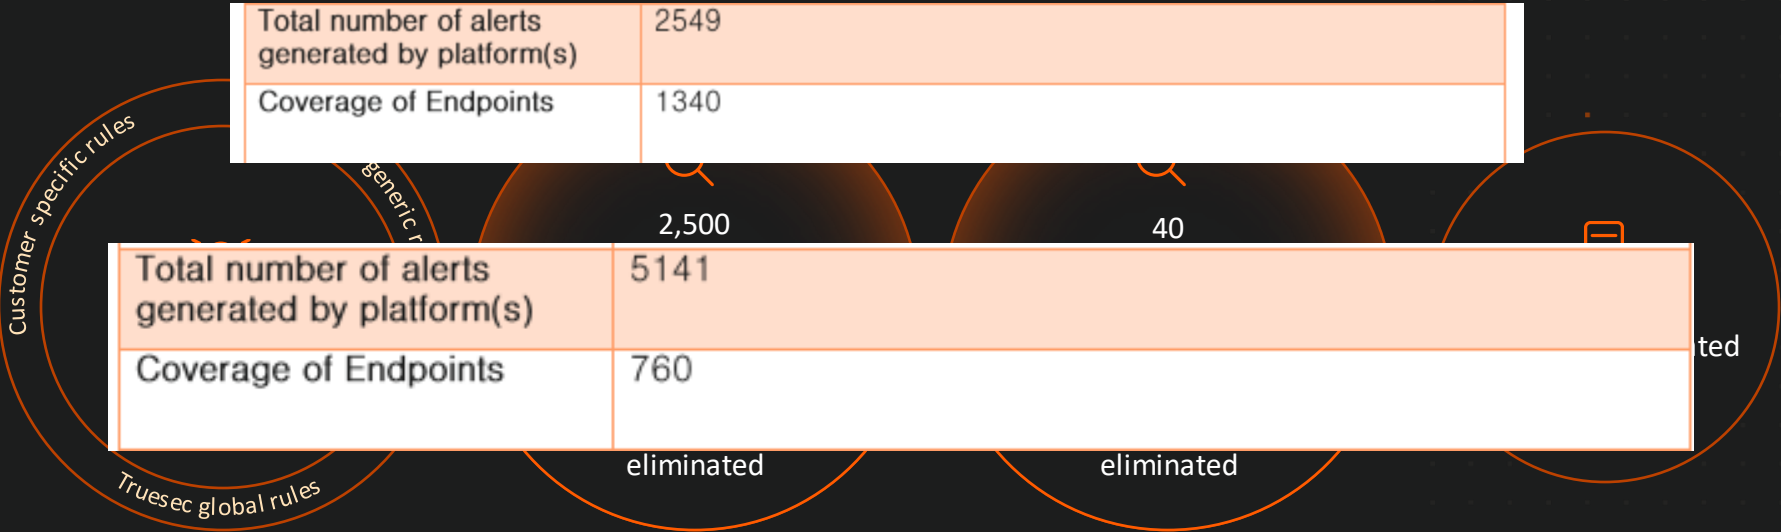 Total number of alerts
generated by platform(s)
2549
Coverage of Endpoints
1340
Customer specific rules
generic
2,500
40
Total number of alerts
generated by platform(s)
5141
Coverage of Endpoints
760
eliminated
eliminated
Truesec global rules